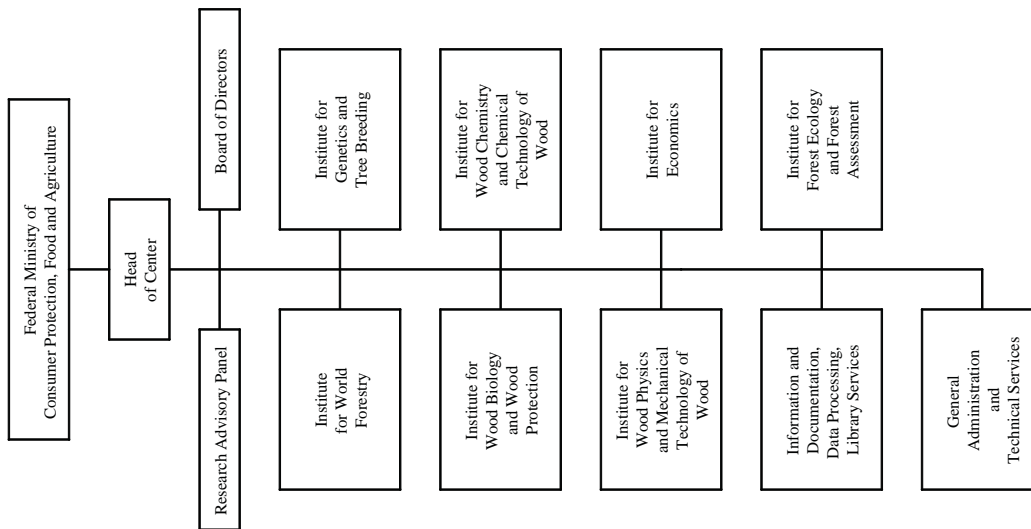 Federal Ministry of
Consumer Protection, Food and Agriculture
Head
of Center
Research Advisory Panel
Board of Directors
Institute
for World
Forestry
Institute for
Genetics and
Tree Breeding
Institute for
Wood Biology
and Wood
Protection
Institute for
Wood Chemistry
and Chemical
Technology of
Wood
Institute for
Wood Physics
and Mechanical
Technology of
Wood
Institute for
Economics
Information and
Documentation,
Data Processing,
Library Services
Institute for
Forest Ecology
and Forest
Assessment
General
Administration
and
Technical Services